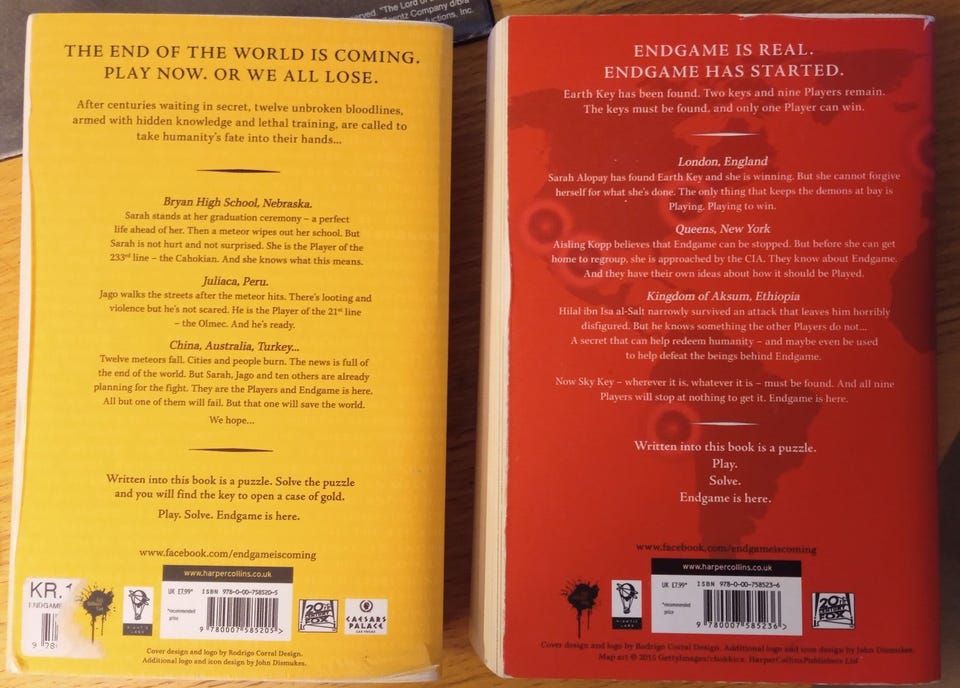 served. "The Lord of
entz Company d/b/a
ductions, Inc.
THE END OF THE WORLD IS COMING.
PLAY NOW. OR WE ALL LOSE.
After centuries waiting in secret, twelve unbroken bloodlines,
armed with hidden knowledge and lethal training, are called to
take humanity's fate into their hands...
Bryan High School, Nebraska.
Sarah stands at her graduation ceremony – a perfect
life ahead of her. Then a meteor wipes out her school. But
Sarah is not hurt and not surprised. She is the Player of the
233rd line – the Cahokian. And she knows what this means.
Juliaca, Peru.
Jago walks the streets after the meteor hits. There's looting and
violence but he's not scared. He is the Player of the 21st line
– the Olmec. And he's ready.
China, Australia, Turkey...
Twelve meteors fall. Cities and people burn. The news is full of
the end of the world. But Sarah, Jago and ten others are already
planning for the fight. They are the Players and Endgame is here.
All but one of them will fail. But that one will save the world.
We hope...
Written into this book is a puzzle. Solve the puzzle
and you will find the key to open a case of gold.
Play. Solve. Endgame is here.
www.facebook.com/endgameiscoming
www.harpercollins.co.uk
KR.
ENDGAME
9 78
NIANTIC LABS
UK £7.99*
*recommended
price
ISBN 978-0-00-758520-5
9 780007 585205 >
20TH
CENTURY
FOX
CAESARS
PALACE
LAS VEGAS
Cover design and logo by Rodrigo Corral Design.
Additional logo and icon design by John Dismukes.
ENDGAME IS REAL.
ENDGAME HAS STARTED.
Earth Key has been found. Two keys and nine Players remain.
The keys must be found, and only one Player can win.
London, England
Sarah Alopay has found Earth Key and she is winning. But she cannot forgive
herself for what she's done. The only thing that keeps the demons at bay is
Playing. Playing to win.
Queens, New York
Aisling Kopp believes that Endgame can be stopped. But before she can get
home to regroup, she is approached by the CIA. They know about Endgame.
And they have their own ideas about how it should be Played.
Kingdom of Aksum, Ethiopia
Hilal ibn Isa al-Salt narrowly survived an attack that leaves him horribly
disfigured. But he knows something the other Players do not...
A secret that can help redeem humanity – and maybe even be used
to help defeat the beings behind Endgame.
Now Sky Key – wherever it is, whatever it is – must be found. And all nine
Players will stop at nothing to get it. Endgame is here.
Written into this book is a puzzle.
Play.
Solve.
Endgame is here.
www.facebook.com/endgameiscoming
www.harpercollins.co.uk
NIANTIC LABS
UK £7.99*
*recommended
price
ISBN 978-0-00-758523-6
9 780007 585236 >
20TH
CENTURY
FOX
Cover design and logo by Rodrigo Corral Design. Additional logo and icon design by John Dismukes.
Map art © 2015 GettyImages/chokkicx. HarperCollinsPublishers Ltd